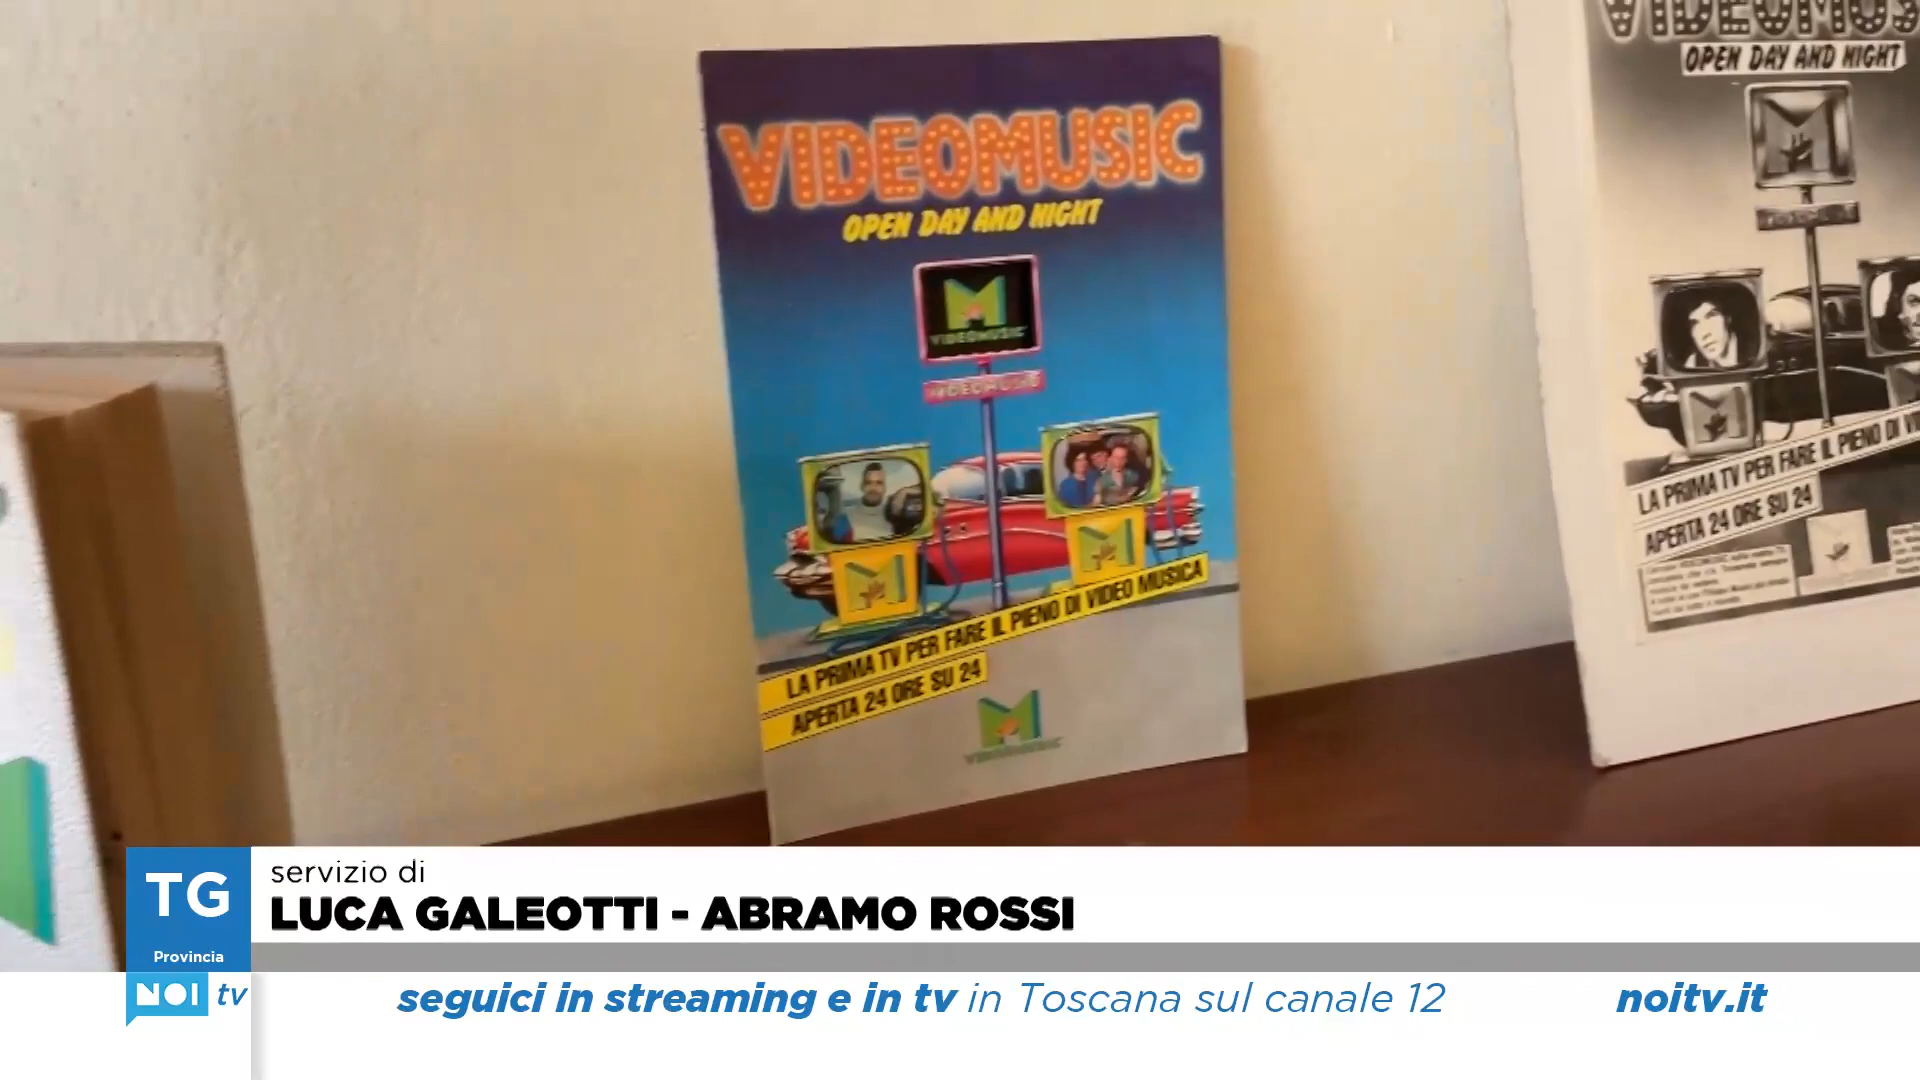 VIDEOMUSIC
OPEN DAY AND NIGHT
M
VIDEOMUSIC
VIDEOMUSIC
M
M
LA PRIMA TV PER FARE IL PIENO DI VIDEO MUSICA
APERTA 24 ORE SU 24
M
VIDEOMUSIC
OPEN DAY AND NIGHT
M
M
LA PRIMA TV PER FARE IL PIENO DI
APERTA 24 ORE SU 24
TG
Provincia
servizio di
LUCA GALEOTTI - ABRAMO ROSSI
NOI tv
seguici in streaming e in tv in Toscana sul canale 12
noitv.it